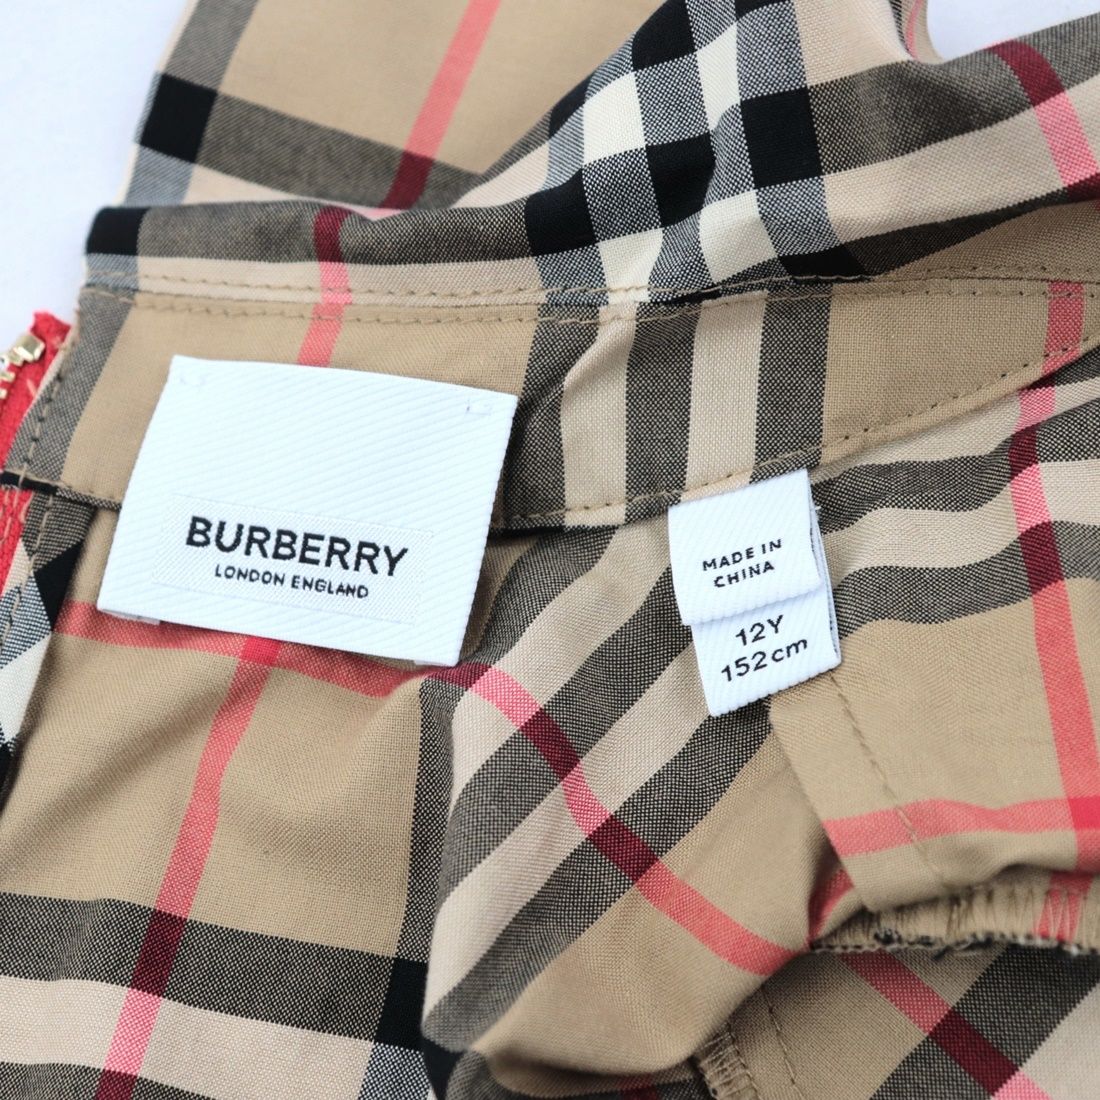 BURBERRY
LONDON ENGLAND
MADE IN
CHINA
12Y
152cm